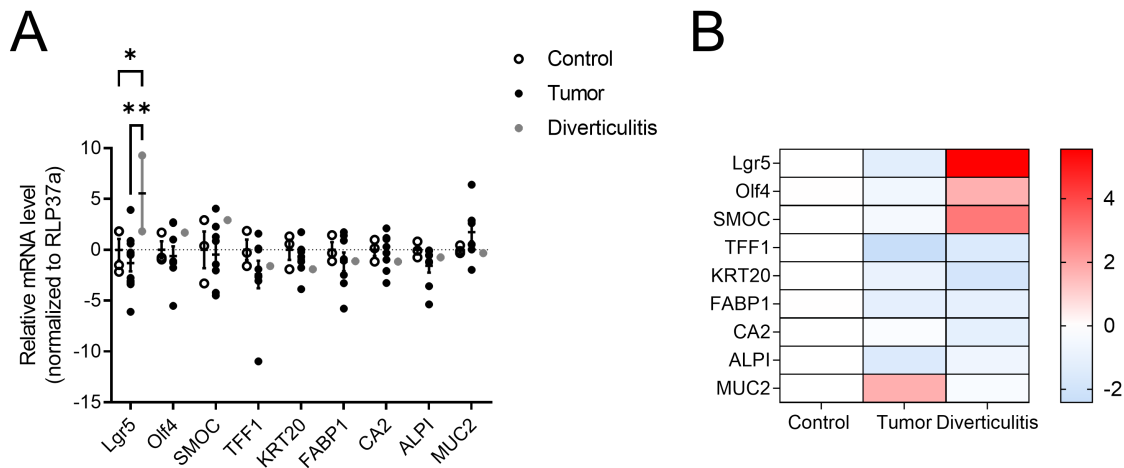 A
B
*
**
Control
Tumor
Diverticulitis
Relative mRNA level
(normalized to RLP37a)
10
5
0
-5
-10
-15
Lgr5
Olf4
SMOC
TFF1
KRT20
FABP1
CA2
ALPI
MUC2
Lgr5
Olf4
SMOC
TFF1
KRT20
FABP1
CA2
ALPI
MUC2
Control
Tumor
Diverticulitis
4
2
0
-2